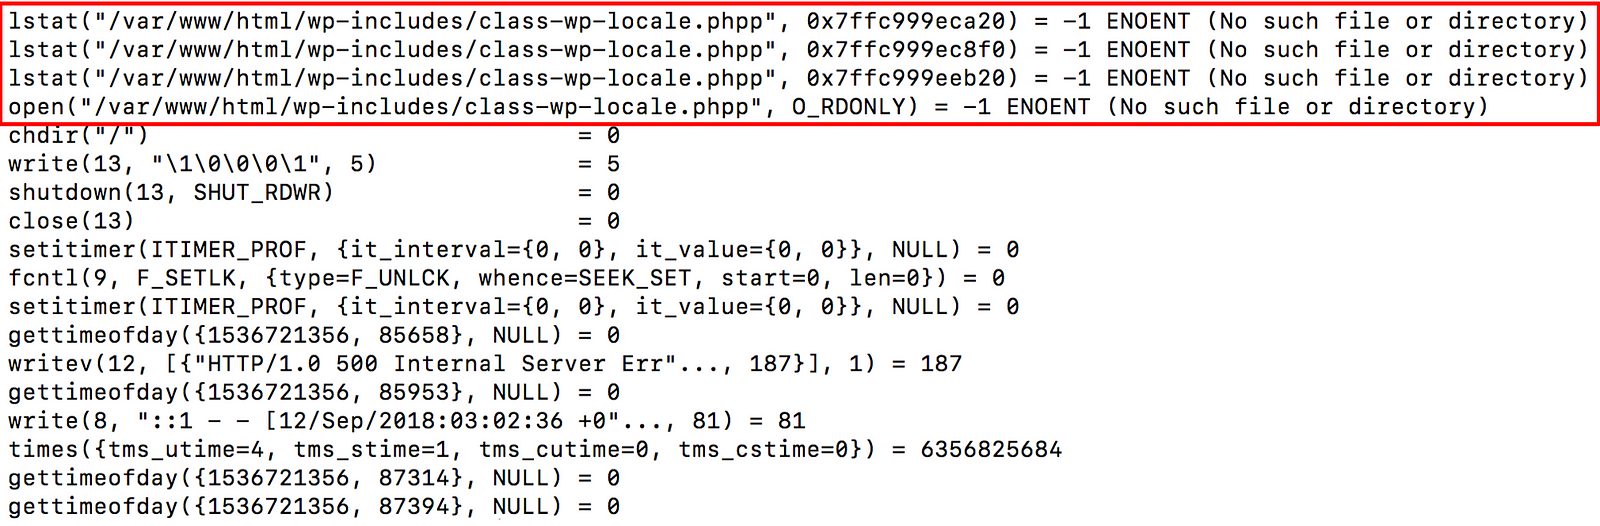 lstat("/var/www/html/wp-includes/class-wp-locale.phpp", 0x7ffc999eca20) = -1 ENOENT (No such file or directory)
lstat("/var/www/html/wp-includes/class-wp-locale.phpp", 0x7ffc999ec8f0) = -1 ENOENT (No such file or directory)
lstat("/var/www/html/wp-includes/class-wp-locale.phpp", 0x7ffc999eeb20) = -1 ENOENT (No such file or directory)
open("/var/www/html/wp-includes/class-wp-locale.phpp", O_RDONLY) = -1 ENOENT (No such file or directory)
chdir("/")                              = 0
write(13, "\1\0\0\0\1", 5)              = 5
shutdown(13, SHUT_RDWR)                 = 0
close(13)                               = 0
setitimer(ITIMER_PROF, {it_interval={0, 0}, it_value={0, 0}}, NULL) = 0
fcntl(9, F_SETLK, {type=F_UNLCK, whence=SEEK_SET, start=0, len=0}) = 0
setitimer(ITIMER_PROF, {it_interval={0, 0}, it_value={0, 0}}, NULL) = 0
gettimeofday({1536721356, 85658}, NULL) = 0
writev(12, [{"HTTP/1.0 500 Internal Server Err"..., 187}], 1) = 187
gettimeofday({1536721356, 85953}, NULL) = 0
write(8, "::1 - - [12/Sep/2018:03:02:36 +0"..., 81) = 81
times({tms_utime=4, tms_stime=1, tms_cutime=0, tms_cstime=0}) = 6356825684
gettimeofday({1536721356, 87314}, NULL) = 0
gettimeofday({1536721356, 87394}, NULL) = 0